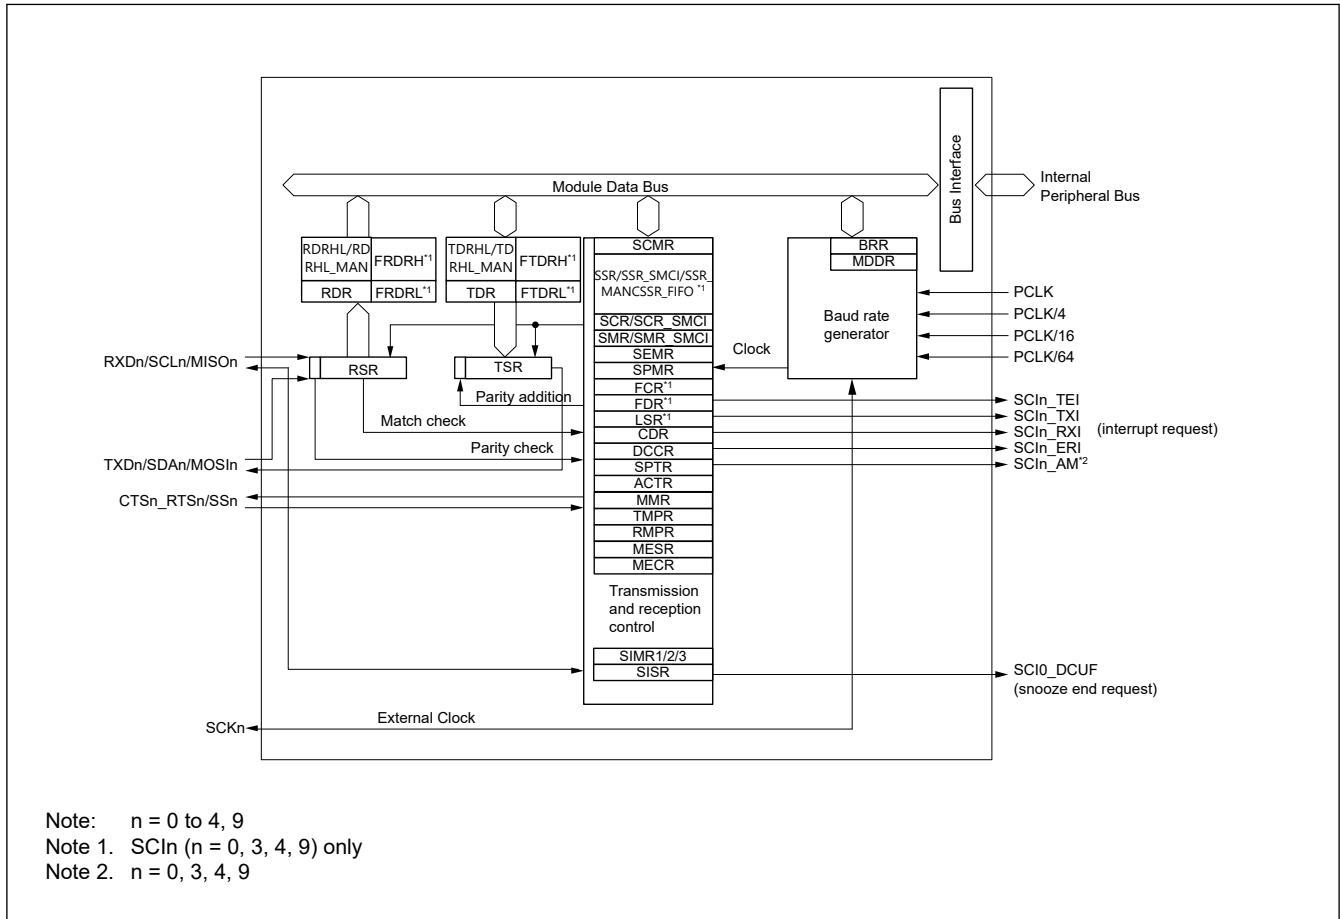 Bus Interface
Module Data Bus
Internal
Peripheral Bus
RDRHL/RD
RHL_MAN
FRDRH*1
RDR
FRDRL*1
TDRHL/TD
RHL_MAN
FTDRH*1
TDR
FTDRL*1
SCMR
SSR/SSR_SMCI/SSR_
MANCSSR_FIFO *1
SCR/SCR_SMCI
SMR/SMR_SMCI
SEMR
SPMR
FCR*1
FDR*1
LSR*1
CDR
DCCR
SPTR
ACTR
MMR
TMPR
RMPR
MESR
MECR
Transmission
and reception
control
SIMR1/2/3
SISR
BRR
MDDR
Baud rate
generator
Clock
PCLK
PCLK/4
PCLK/16
PCLK/64
RXDn/SCLn/MISOn
RSR
TSR
Parity addition
Match check
Parity check
TXDn/SDAn/MOSIn
CTSn_RTSn/SSn
SCIn_TEI
SCIn_TXI
SCIn_RXI
(interrupt request)
SCIn_ERI
SCIn_AM*2
SCI0_DCUF
(snooze end request)
SCKn
External Clock
Note: n = 0 to 4, 9
Note 1. SCIn (n = 0, 3, 4, 9) only
Note 2. n = 0, 3, 4, 9